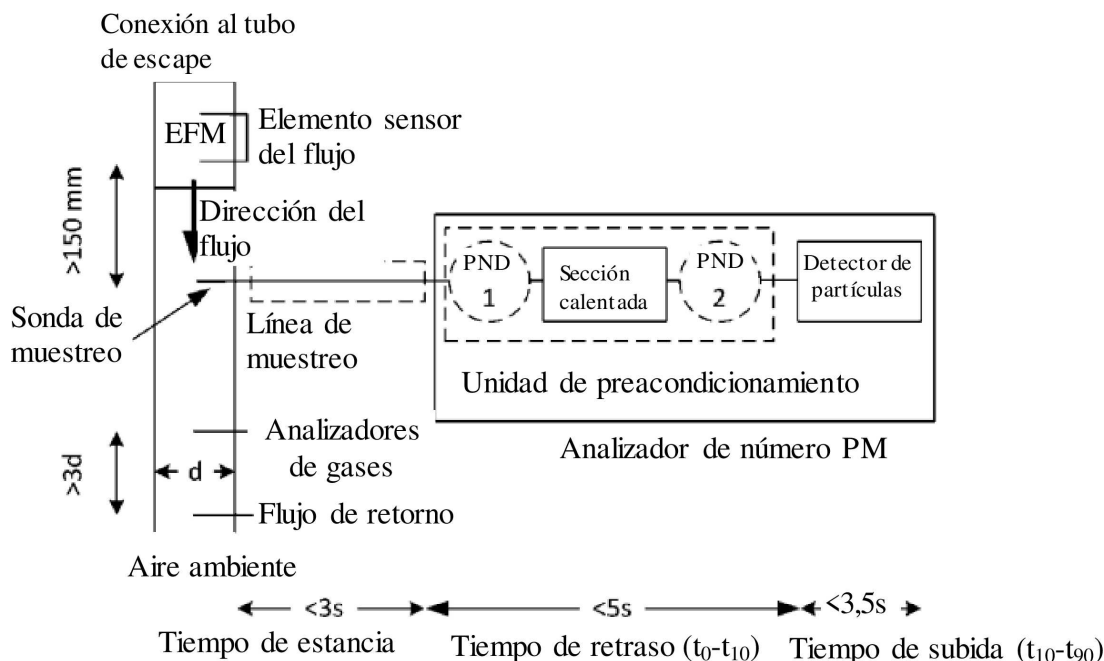 Conexión al tubo
de escape
EFM
Elemento sensor
del flujo
>150 mm
Dirección del
flujo
PND
1
Sección
calentada
PND
2
Detector de
partículas
Sonda de
muestreo
Línea de
muestreo
Unidad de preacondicionamiento
Analizador de número PM
Analizadores
de gases
>3d
d
Flujo de retorno
Aire ambiente
<3s
<5s
<3,5s
Tiempo de estancia
Tiempo de retraso (t0-t10)
Tiempo de subida (t10-t90)